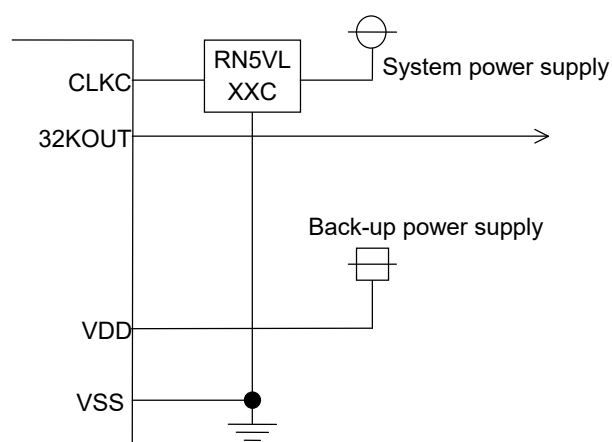 RN5VL
XXC
System power supply
CLKC
32KOUT
Back-up power supply
VDD
VSS